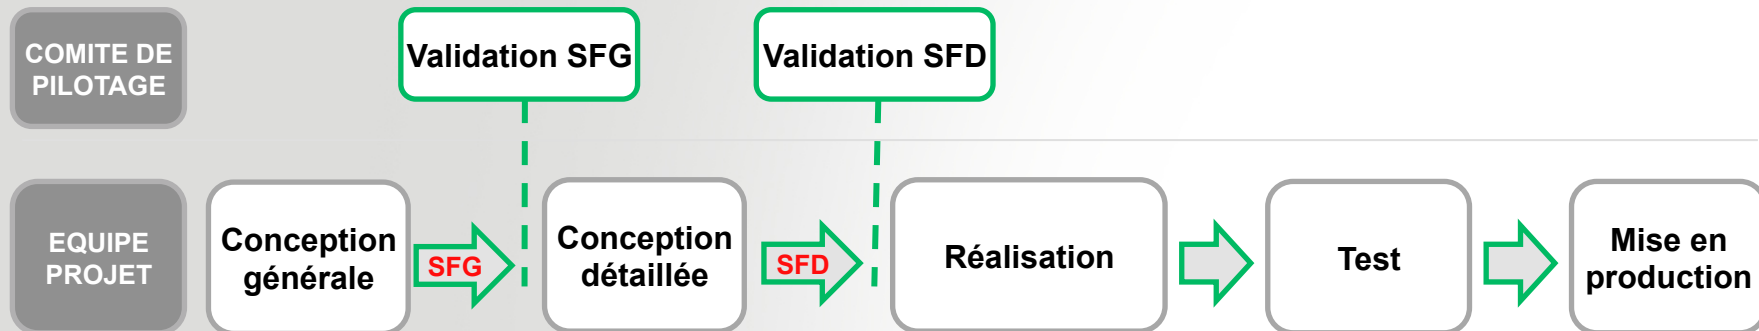 COMITE DE
PILOTAGE
Validation SFG
Validation SFD
EQUIPE
PROJET
Conception
générale
SFG
Conception
détaillée
SFD
Réalisation
Test
Mise en
production